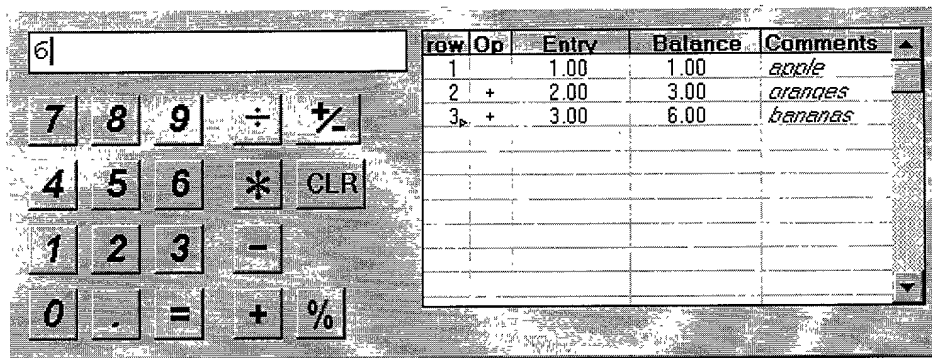 6
7 8 9 ÷ +/-
4 5 6 * CLR
1 2 3 -
0 . = + %
row Op Entry Balance Comments
1 1.00 1.00 apple
2 + 2.00 3.00 oranges
3 + 3.00 6.00 bananas